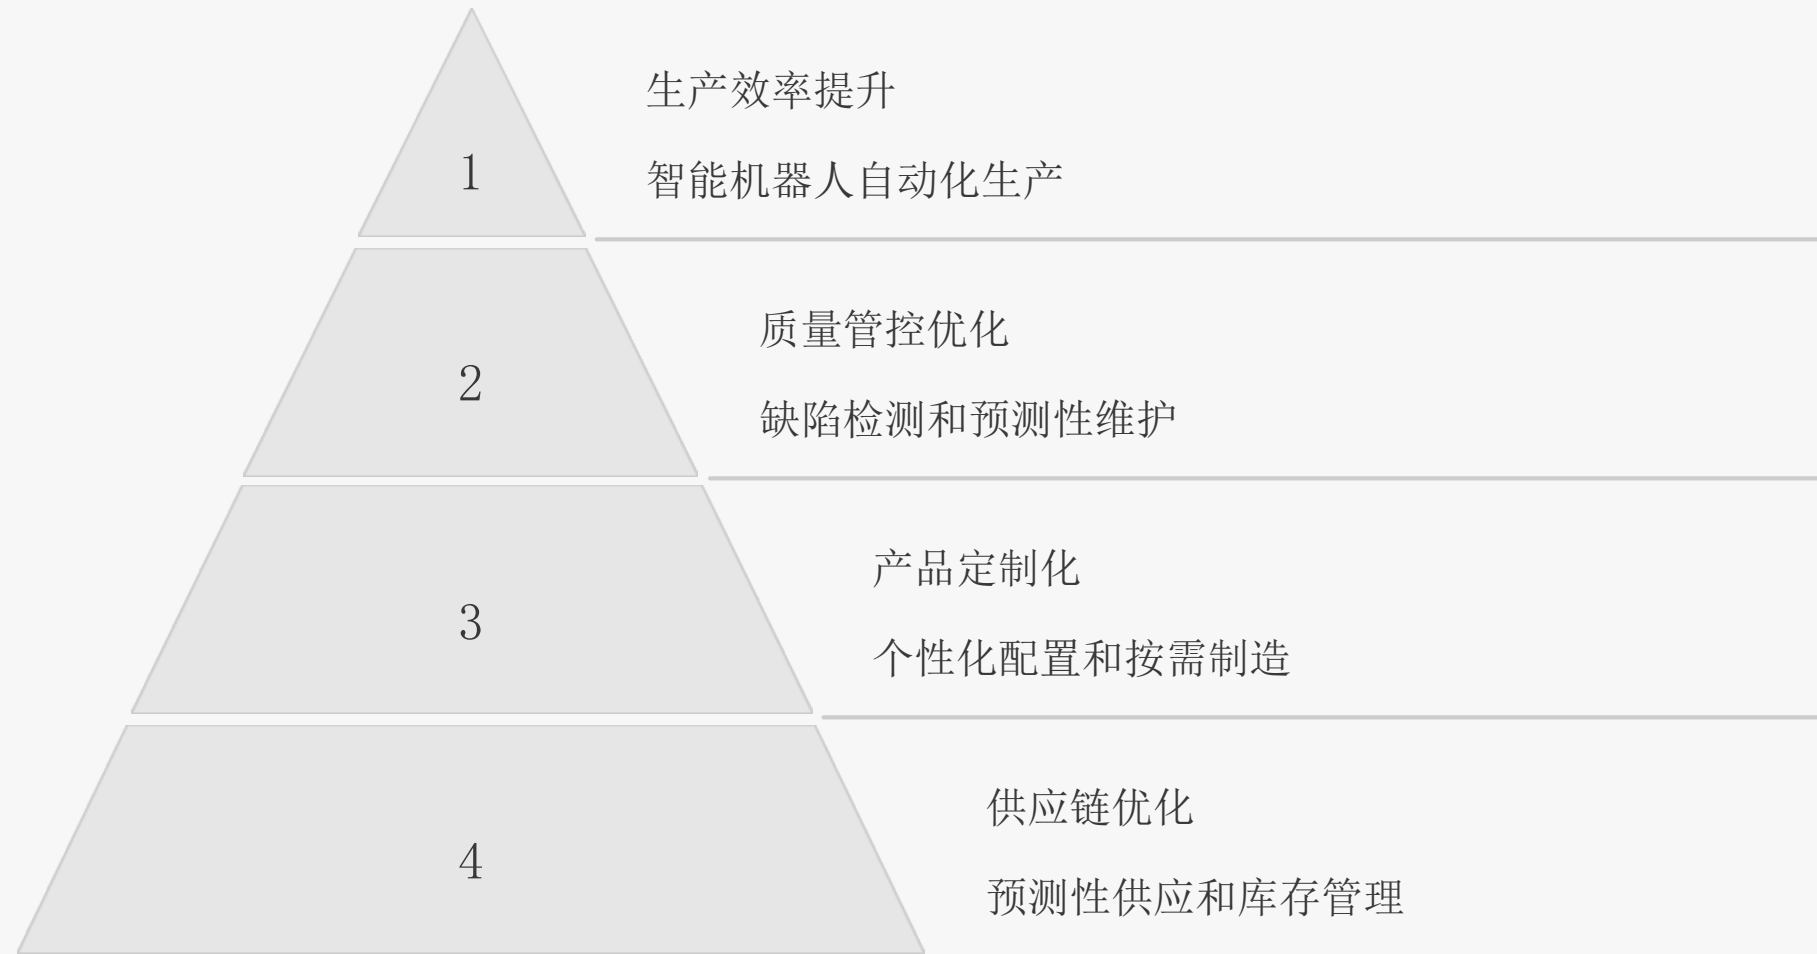 1
生产效率提升
智能机器人自动化生产
2
质量管控优化
缺陷检测和预测性维护
3
产品定制化
个性化配置和按需制造
4
供应链优化
预测性供应和库存管理